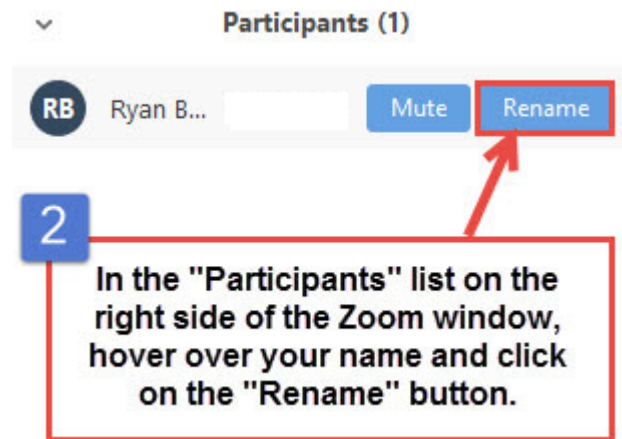 Participants (1)
RB Ryan B... Mute Rename
2
In the "Participants" list on the
right side of the Zoom window,
hover over your name and click
on the "Rename" button.